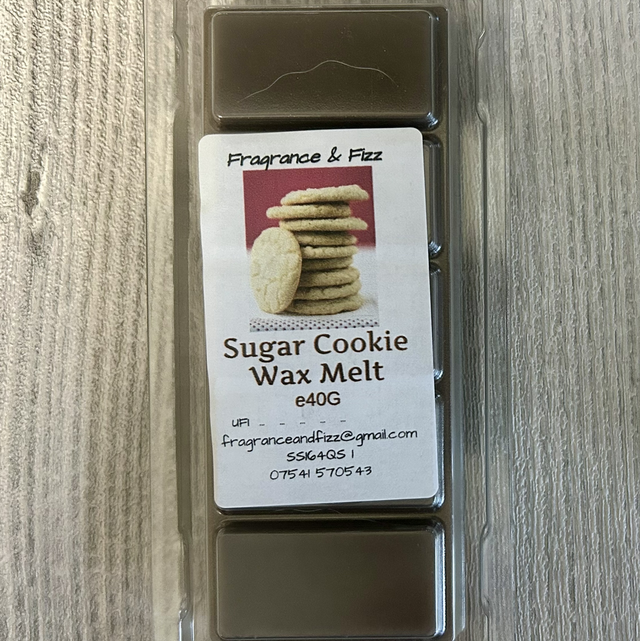 Fragrance & Fizz
Sugar Cookie
Wax Melt
e40G
UFI _ _ _ _ _
fragranceandfizz@gmail.com
SS164QS 1
07541 570543